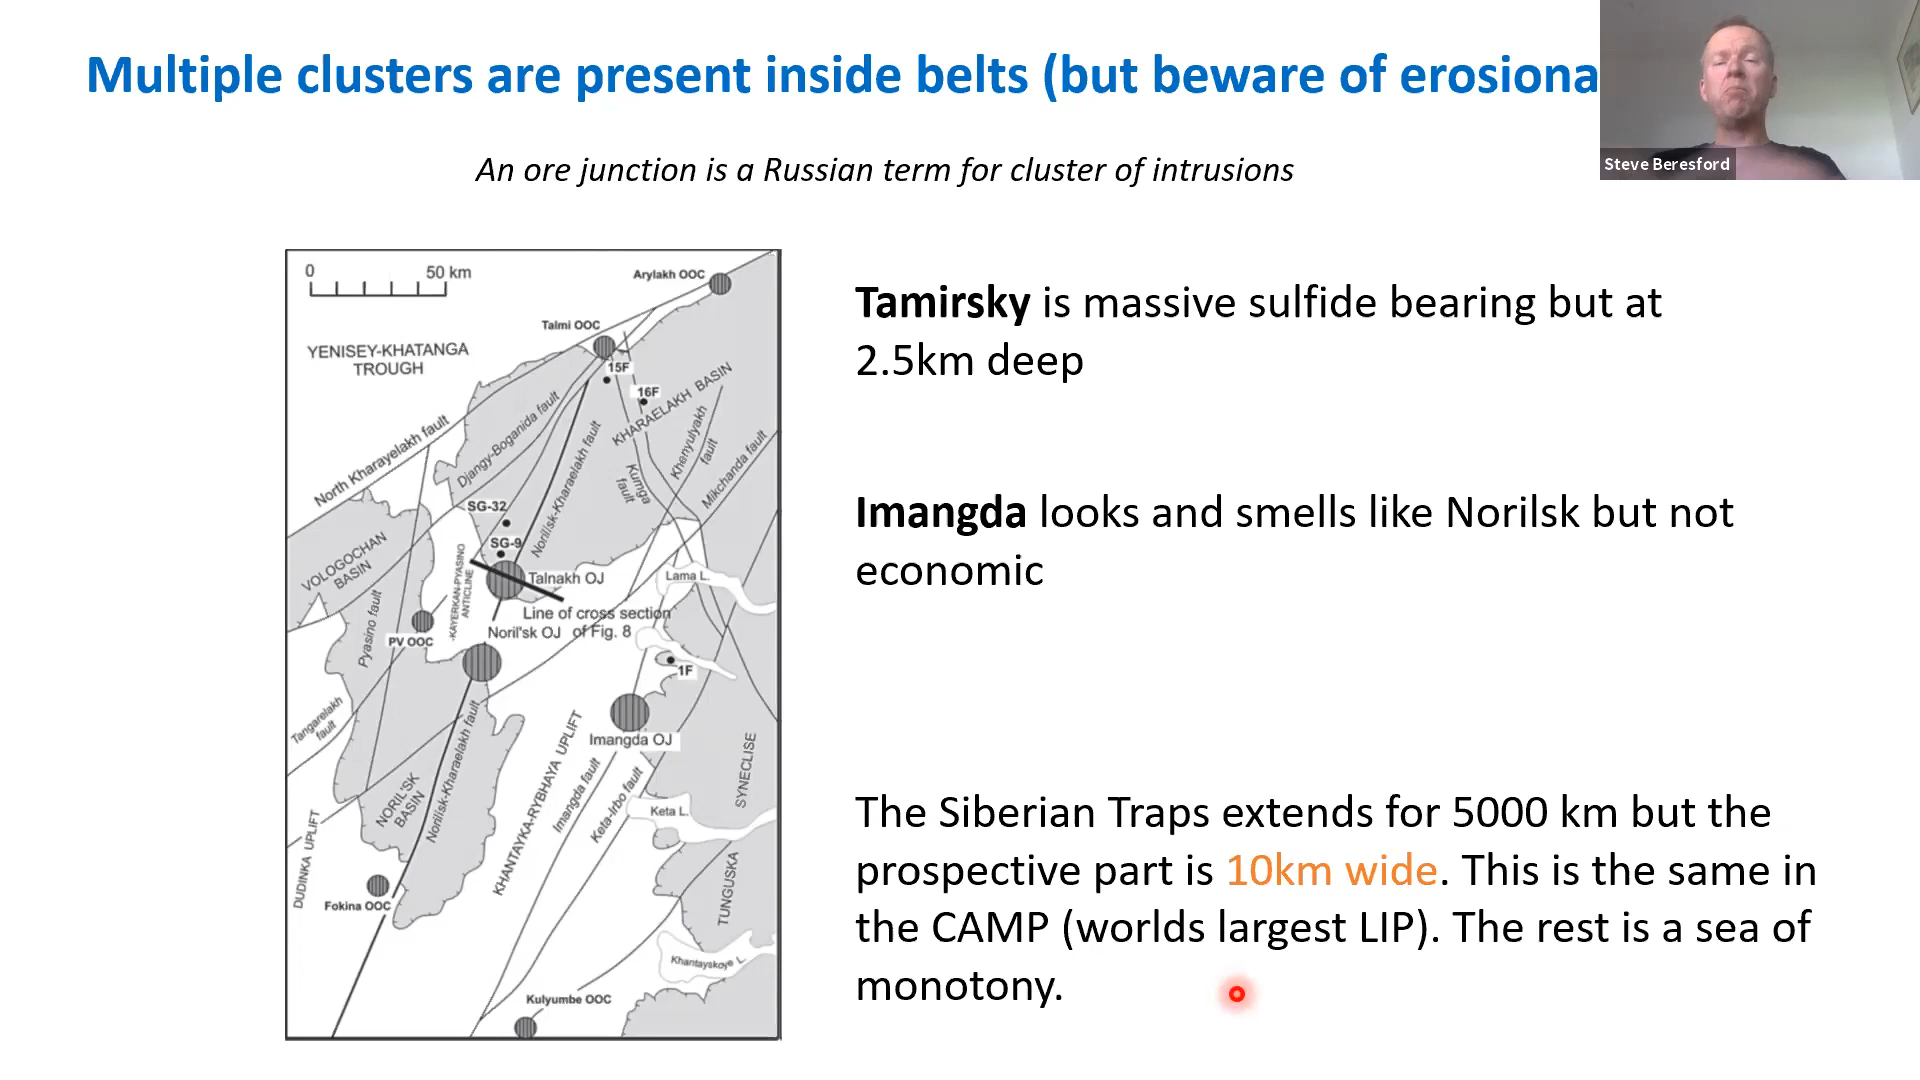 Multiple clusters are present inside belts (but beware of erosiona
Steve Beresford
An ore junction is a Russian term for cluster of intrusions
0 50 km
Arylakh OOC
Talmi OOC
YENISEY-KHATANGA
TROUGH
15F
16F
KHARAELAKH BASIN
North Kharayelakh fault
Djangy-Boganida fault
Norilisk-Kharaelakh fault
Kumga
fault
Khenyulyakh
fault
Mikchanda fault
SG-32
SG-9
VOLOGOCHAN
BASIN
KAYERKAN-PYASINO
ANTICLINE
Talnakh OJ
Lama L.
Line of cross section
of Fig. 8
Pyasino fault
PV OOC
Noril'sk OJ
1F
Tangarelakh
fault
Imangda OJ
NORIL'SK
BASIN
Norilisk-Kharaelakh fault
KHANTAYKA-RYBHAYA UPLIFT
Imangda fault
Keta-Irbo fault
SYNECLISE
Keta L.
DUDINKA UPLIFT
Fokina OOC
TUNGUSKA
Khantayskoye L.
Kulyumbe OOC
Tamirsky is massive sulfide bearing but at
2.5km deep
Imangda looks and smells like Norilsk but not
economic
The Siberian Traps extends for 5000 km but the
prospective part is 10km wide. This is the same in
the CAMP (worlds largest LIP). The rest is a sea of
monotony.